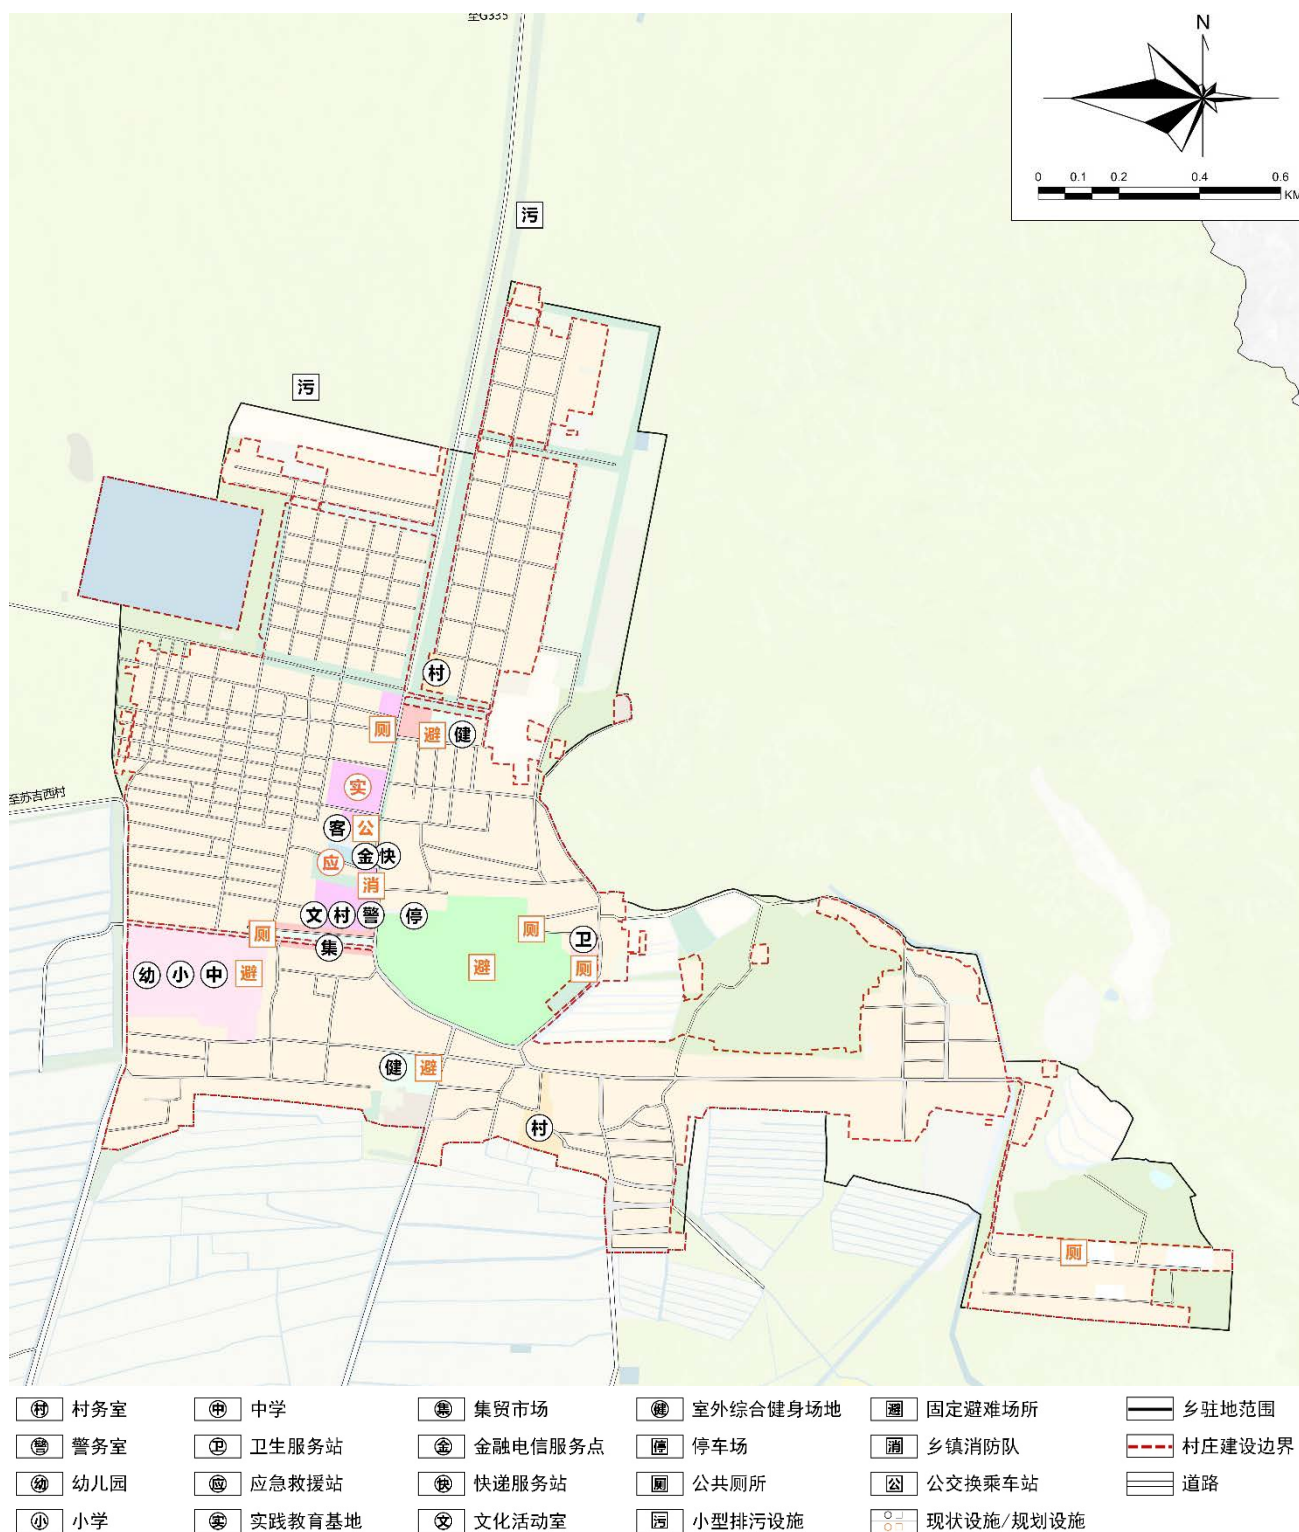 至G335
N
0 0.1 0.2 0.4 0.6
KM
污
污
村
厕 避 健
实
至苏吉西村
客 公
应 金 快
消
文 村 警 停
厕 集 厕 卫
幼 小 中 避 避 厕
健 避
村
厕
村 村务室 中 中学 集 集贸市场 健 室外综合健身场地 避 固定避难场所 乡驻地范围
警 警务室 卫 卫生服务站 金 金融电信服务点 停 停车场 消 乡镇消防队 村庄建设边界
幼 幼儿园 应 应急救援站 快 快递服务站 厕 公共厕所 公 公交换乘车站 道路
小 小学 实 实践教育基地 文 文化活动室 污 小型排污设施 现状设施/规划设施